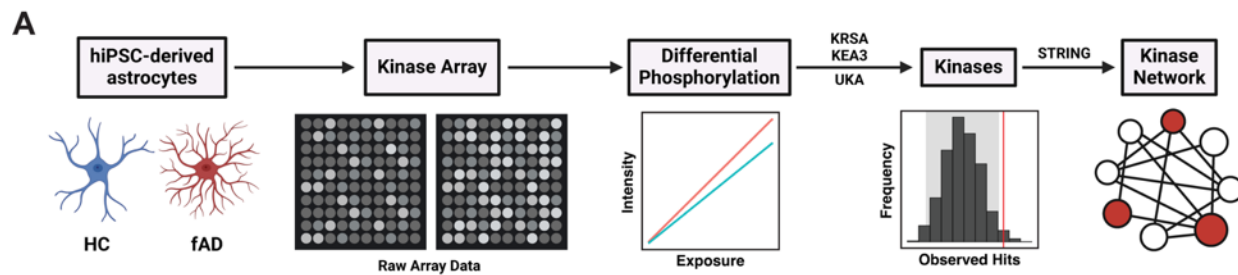 A
hiPSC-derived
astrocytes
Kinase Array
Differential
Phosphorylation
KRSA
KEA3
UKA
Kinases
STRING
Kinase
Network
HC
fAD
Raw Array Data
Intensity
Exposure
Frequency
Observed Hits